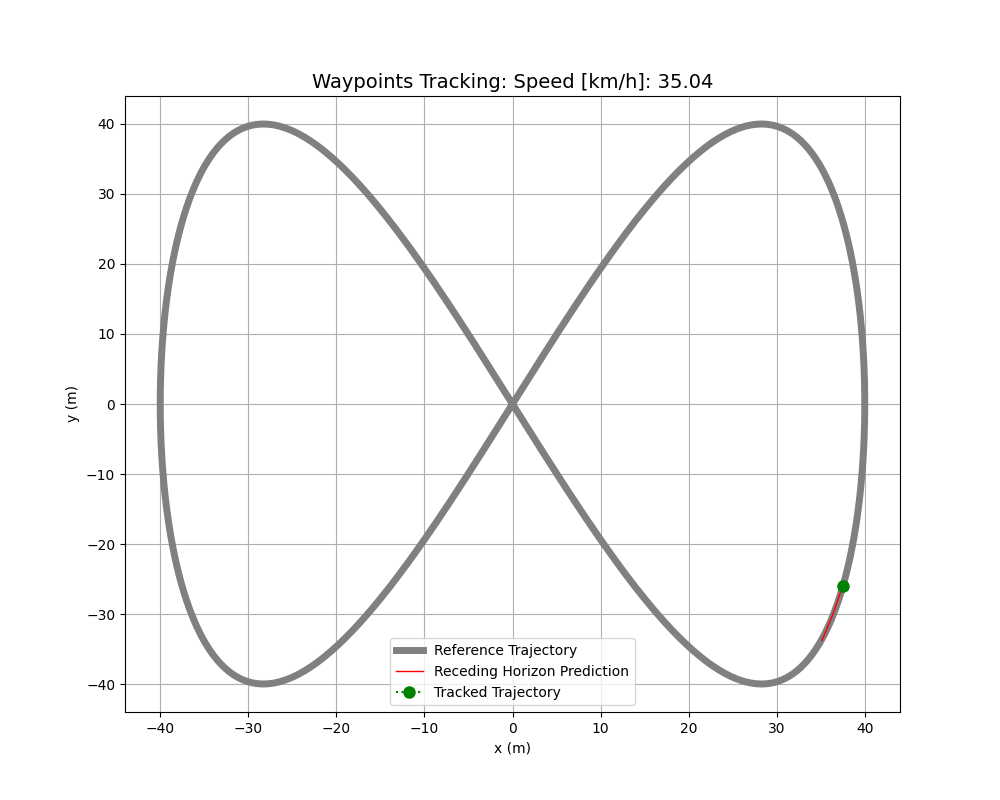 Waypoints Tracking: Speed [km/h]: 35.04
40
30
20
10
0
−10
−20
−30
−40
y (m)
Reference Trajectory
Receding Horizon Prediction
Tracked Trajectory
−40 −30 −20 −10 0 10 20 30 40
x (m)